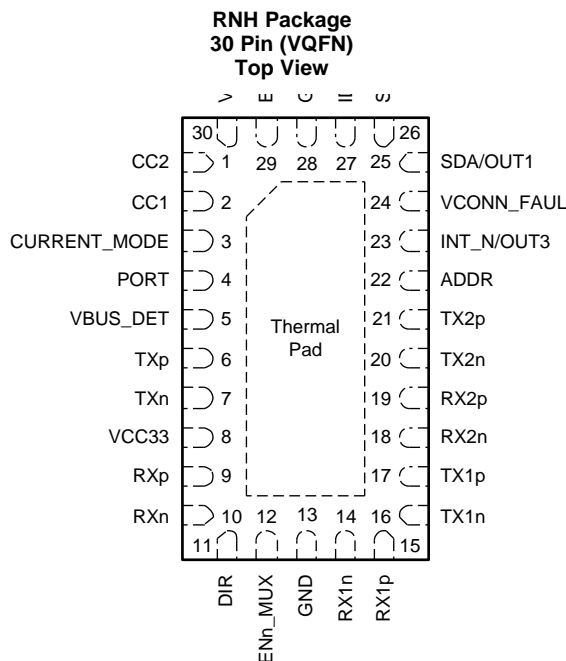 RNH Package
30 Pin (VQFN)
Top View
30
26
CC2 1 29 28 27 25 SDA/OUT1
CC1 2 24 VCONN_FAUL
CURRENT_MODE 3 23 INT_N/OUT3
PORT 4 22 ADDR
VBUS_DET 5 21 TX2p
Thermal
Pad
TXp 6 20 TX2n
TXn 7 19 RX2p
VCC33 8 18 RX2n
RXp 9 17 TX1p
RXn 10 12 13 14 16 TX1n
11
15
DIR
ENn_MUX
GND
RX1n
RX1p